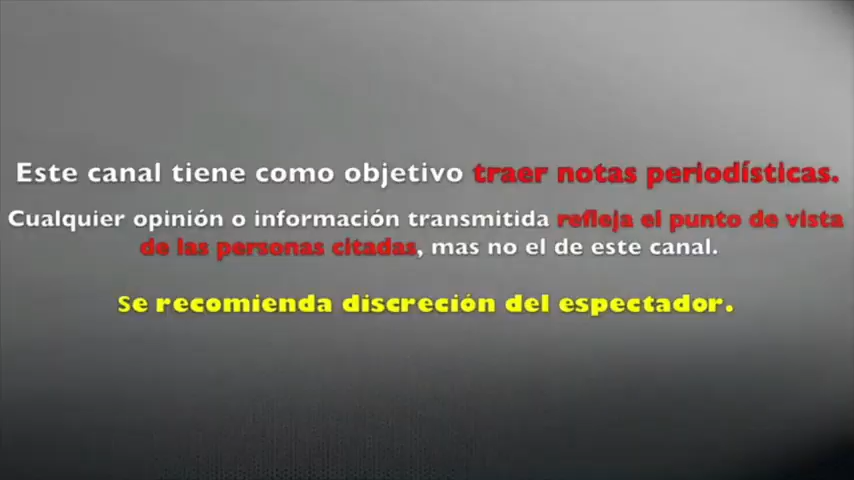 Este canal tiene como objetivo traer notas periodísticas.
Cualquier opinión o información transmitida refleja el punto de vista
de las personas citadas, mas no el de este canal.
Se recomienda discreción del espectador.